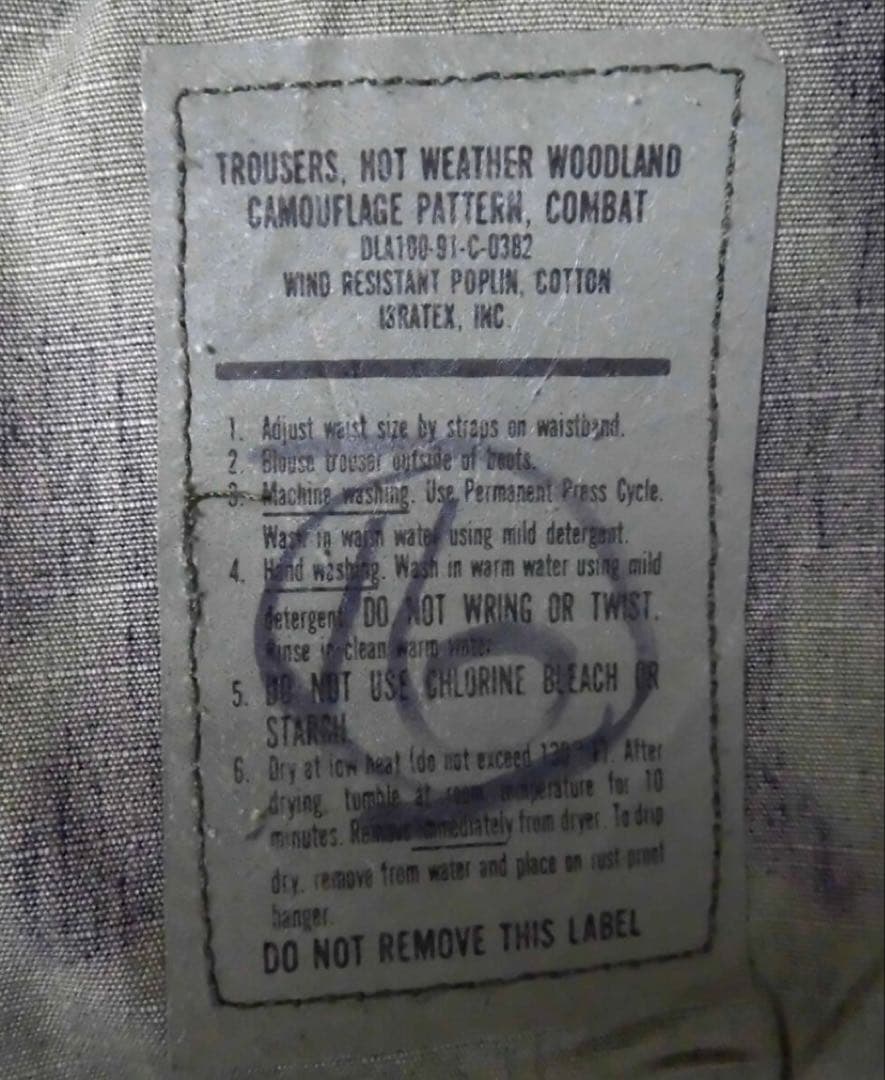 TROUSERS, HOT WEATHER WOODLAND
CAMOUFLAGE PATTERN, COMBAT
DLA100-91-C-0382
WIND RESISTANT POPLIN, COTTON
ISRATEX, INC.
1. Adjust waist size by straps on waistband.
2. Blouse trouser outside of boots.
3. Machine washing. Use Permanent Press Cycle.
Wash in warm water using mild detergent.
4. Hand washing. Wash in warm water using mild
detergent. DO NOT WRING OR TWIST.
Rinse in clean warm water.
5. DO NOT USE CHLORINE BLEACH OR
STARCH.
6. Dry at low heat (do not exceed 130° F). After
drying, tumble at room temperature for 10
minutes. Remove immediately from dryer. To drip
dry, remove from water and place on rust-proof
hanger.
DO NOT REMOVE THIS LABEL
16